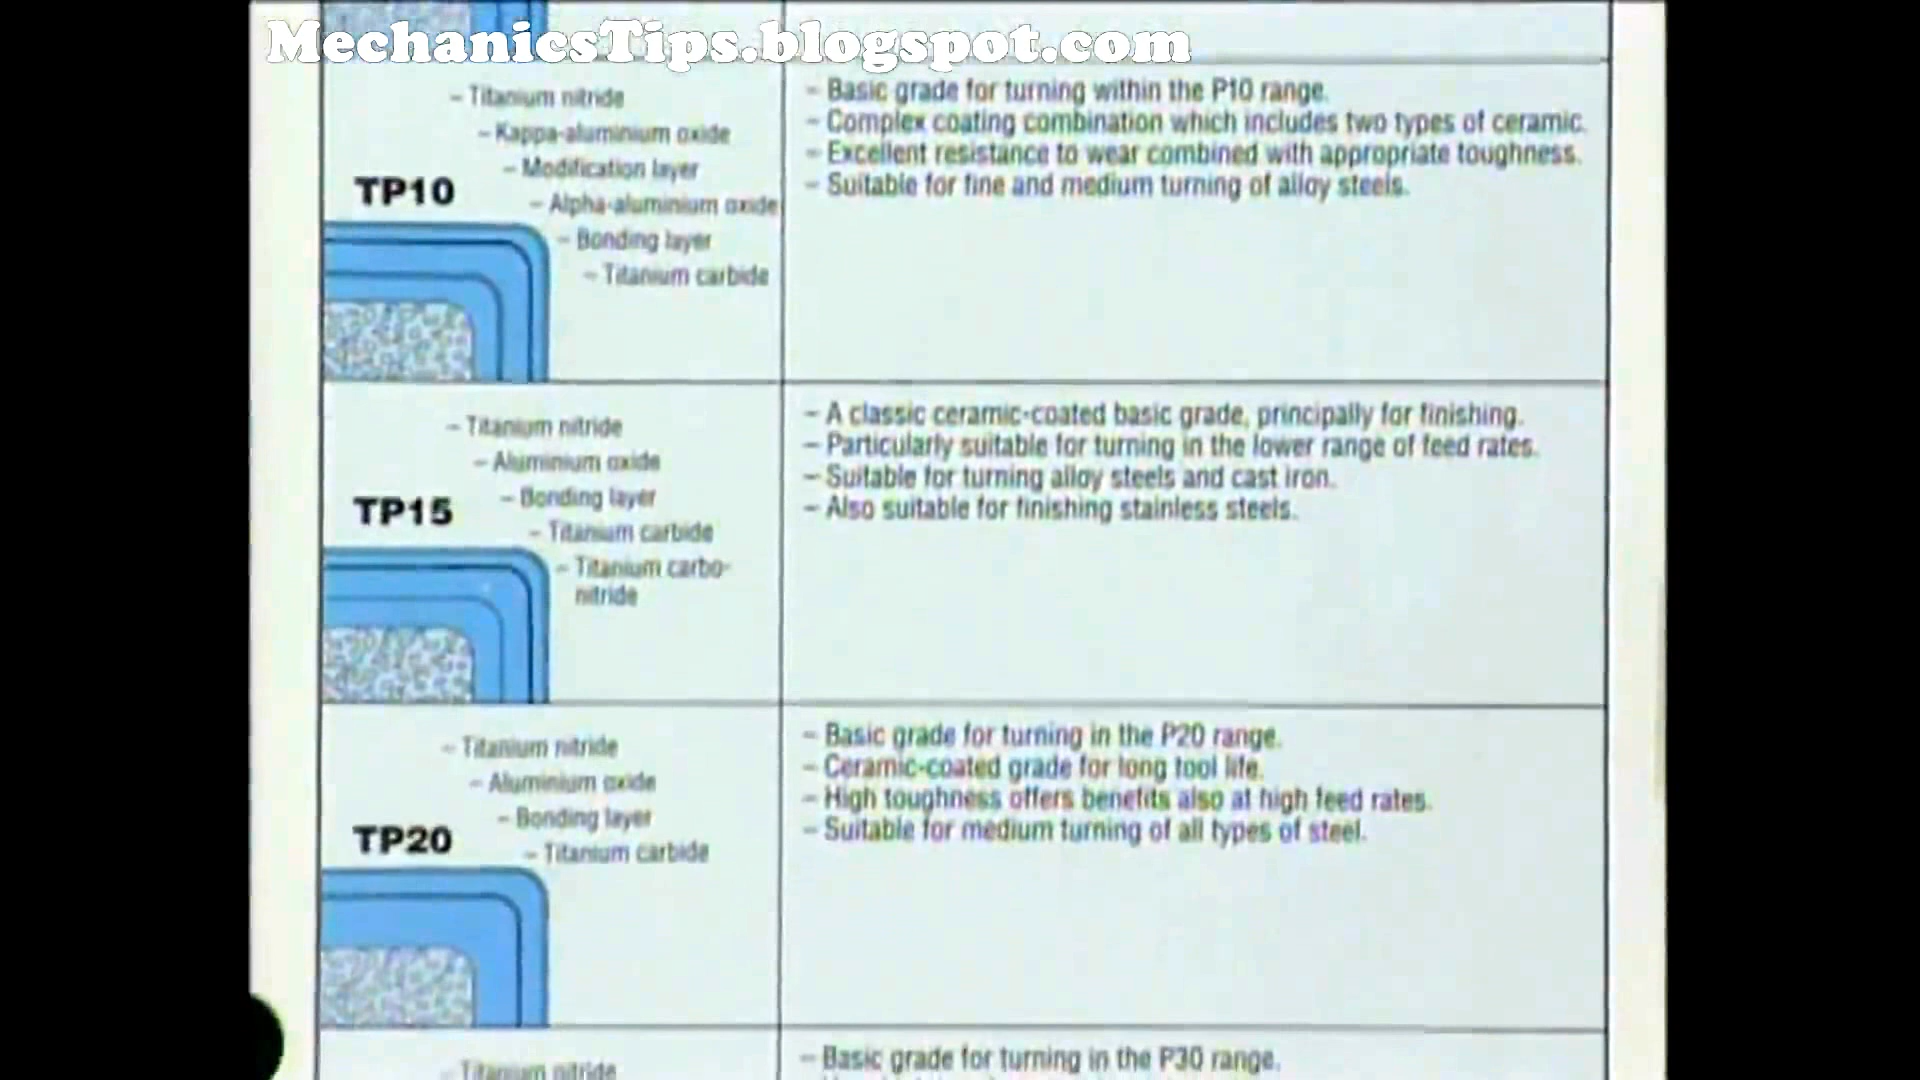 MechanicsTips.blogspot.com
– Titanium nitride
– Kappa-aluminium oxide
– Modification layer
TP10
– Alpha-aluminium oxide
– Bonding layer
– Titanium carbide
– Basic grade for turning within the P10 range.
– Complex coating combination which includes two types of ceramic.
– Excellent resistance to wear combined with appropriate toughness.
– Suitable for fine and medium turning of alloy steels.
– Titanium nitride
– Aluminium oxide
– Bonding layer
TP15
– Titanium carbide
– Titanium carbo-
nitride
– A classic ceramic-coated basic grade, principally for finishing.
– Particularly suitable for turning in the lower range of feed rates.
– Suitable for turning alloy steels and cast iron.
– Also suitable for finishing stainless steels.
– Titanium nitride
– Aluminium oxide
– Bonding layer
TP20
– Titanium carbide
– Basic grade for turning in the P20 range.
– Ceramic-coated grade for long tool life.
– High toughness offers benefits also at high feed rates.
– Suitable for medium turning of all types of steel.
– Titanium nitride
– Basic grade for turning in the P30 range.